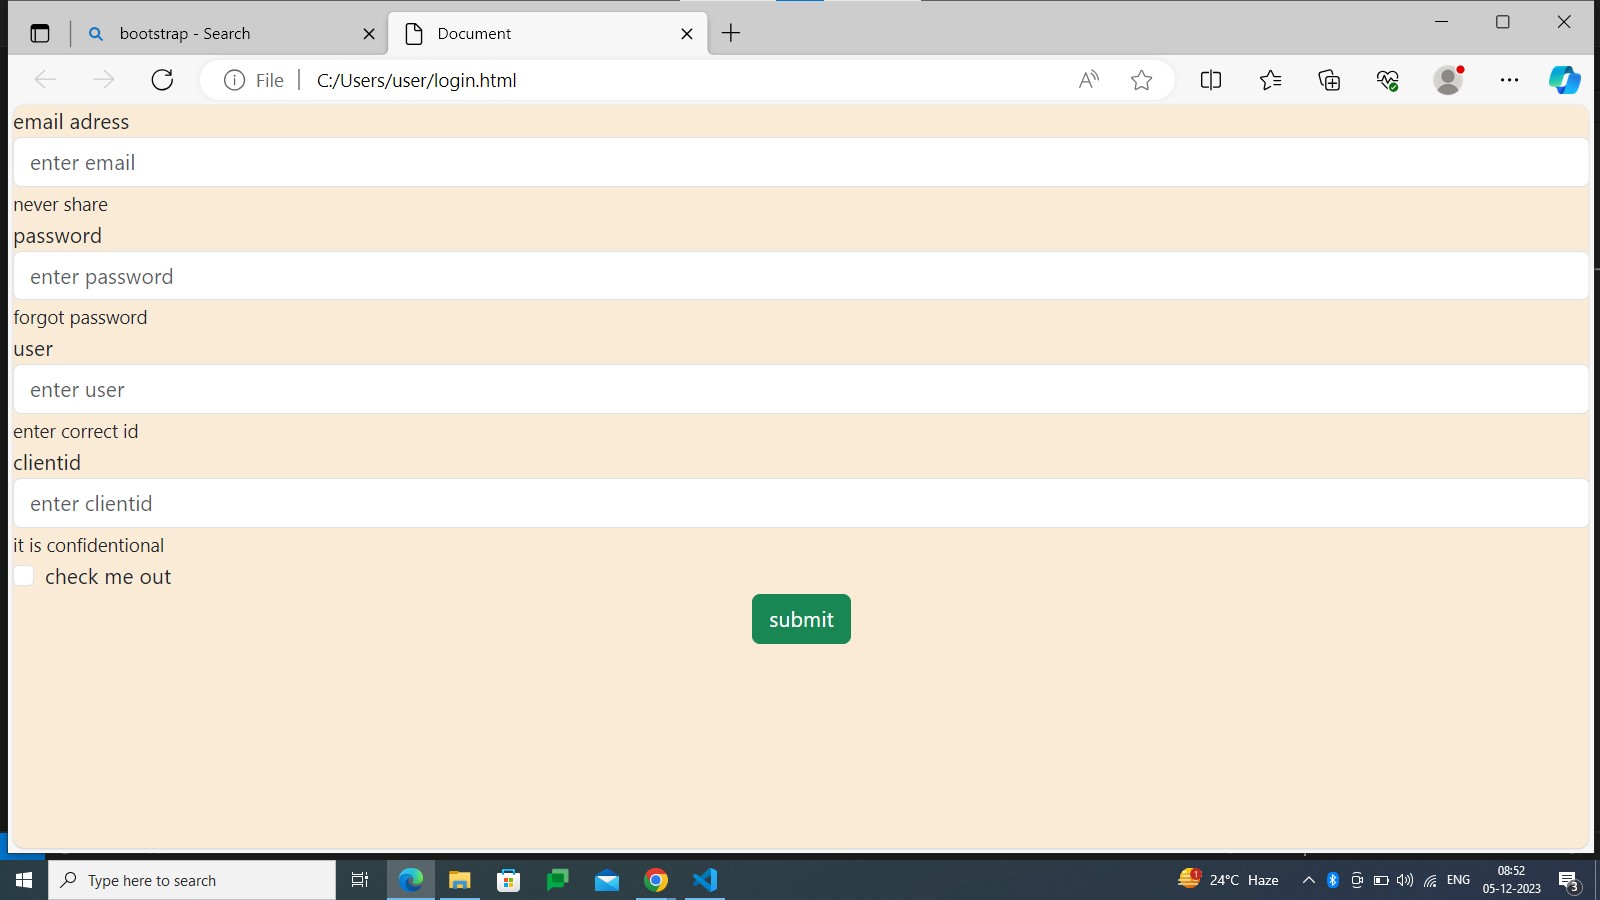 bootstrap - Search
Document
File
C:/Users/user/login.html
email adress
enter email
never share
password
enter password
forgot password
user
enter user
enter correct id
clientid
enter clientid
it is confidentional
check me out
submit
Type here to search
1
24°C Haze
ENG
08:52
05-12-2023
3